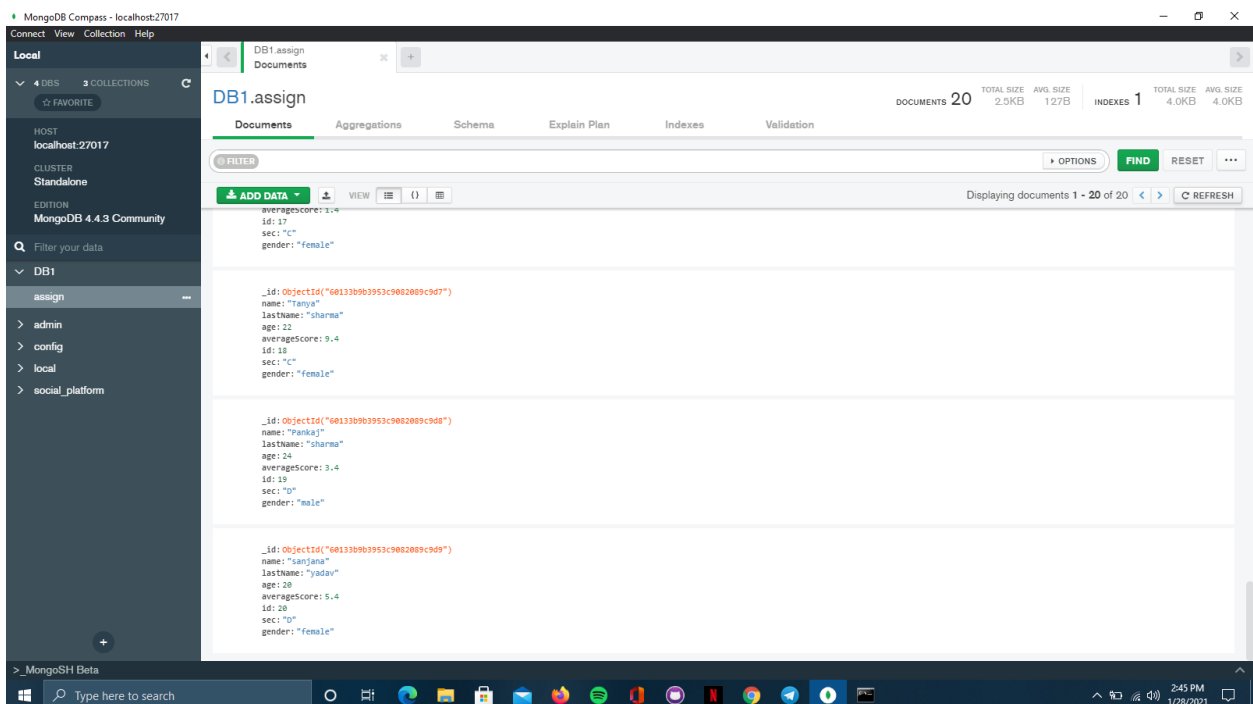 MongoDB Compass - localhost:27017
Connect View Collection Help
Local
4 DBS 3 COLLECTIONS
FAVORITE
HOST
localhost:27017
CLUSTER
Standalone
EDITION
MongoDB 4.4.3 Community
Filter your data
DB1
assign
admin
config
local
social_platform
DB1.assign
Documents
DB1.assign
DOCUMENTS 20 TOTAL SIZE 2.5KB AVG. SIZE 127B INDEXES 1 TOTAL SIZE 4.0KB AVG. SIZE 4.0KB
Documents Aggregations Schema Explain Plan Indexes Validation
FILTER OPTIONS FIND RESET
ADD DATA VIEW {} Displaying documents 1 - 20 of 20 REFRESH
averageScore: 1.4
id: 17
sec: "C"
gender: "female"
_id: ObjectId("60133b9b3953c9082089c9d7")
name: "Tanya"
lastName: "sharma"
age: 22
averageScore: 9.4
id: 18
sec: "C"
gender: "female"
_id: ObjectId("60133b9b3953c9082089c9d8")
name: "Pankaj"
lastName: "sharma"
age: 24
averageScore: 3.4
id: 19
sec: "D"
gender: "male"
_id: ObjectId("60133b9b3953c9082089c9d9")
name: "sanjana"
lastName: "yadav"
age: 20
averageScore: 5.4
id: 20
sec: "D"
gender: "female"
>_MongoSH Beta
Type here to search
2:45 PM
1/28/2021